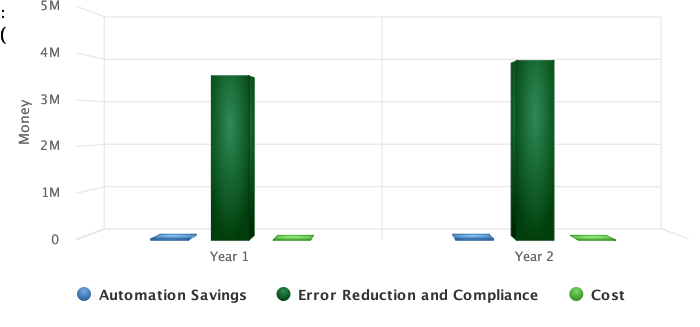 :
(
5M
4M
3M
2M
1M
0
Money
Year 1 Year 2
Automation Savings Error Reduction and Compliance Cost